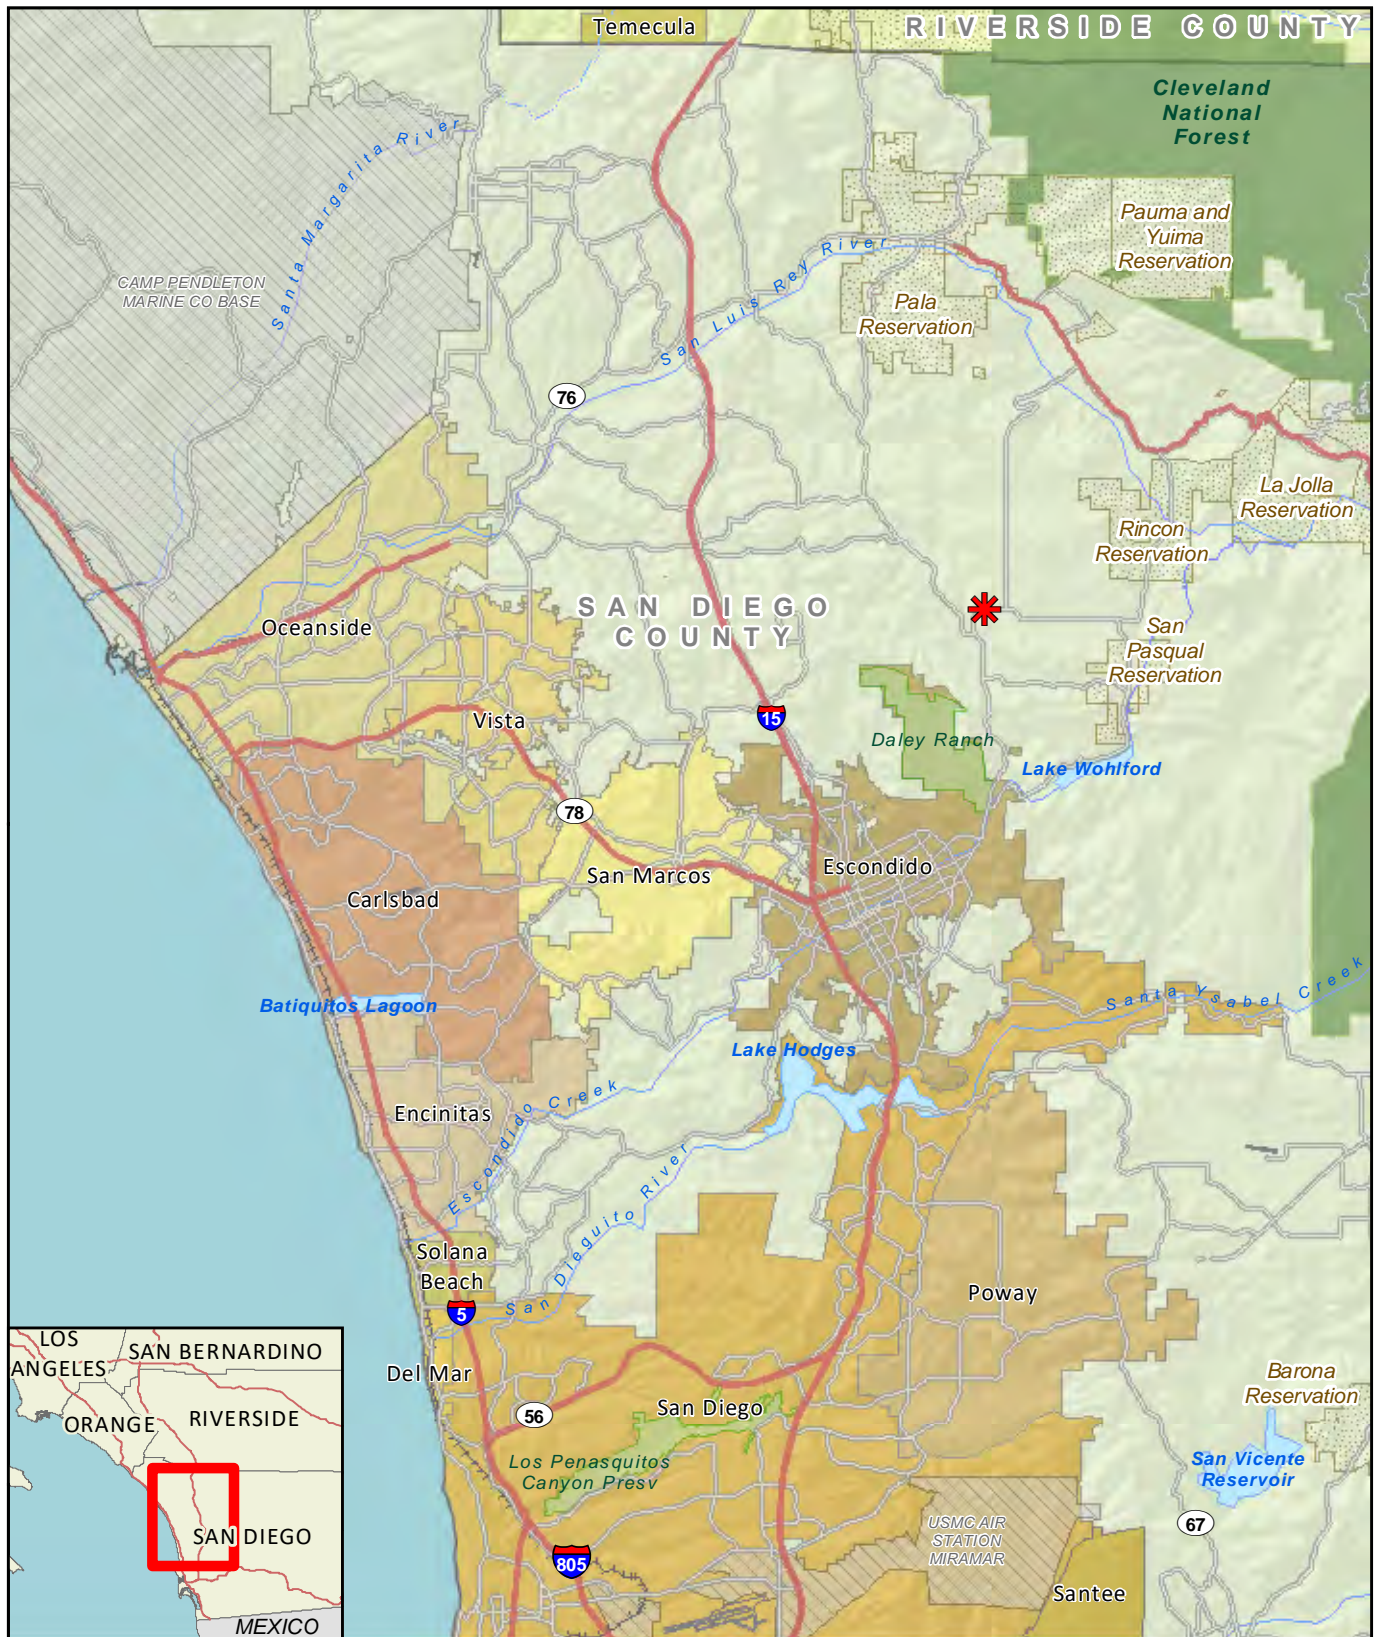 Temecula
RIVERSIDE COUNTY
Cleveland
National
Forest
Santa Margarita River
Pauma and
Yuima
Reservation
CAMP PENDLETON
MARINE CO BASE
San Luis Rey River
Pala
Reservation
76
La Jolla
Reservation
Rincon
Reservation
SAN DIEGO
COUNTY
Oceanside
San
Pasqual
Reservation
Vista
15
Daley Ranch
Lake Wohlford
78
San Marcos
Escondido
Carlsbad
Batiquitos Lagoon
Santa Ysabel Creek
Lake Hodges
Encinitas
Escondido Creek
San Dieguito River
Solana
Beach
5
Poway
Del Mar
56
San Diego
Barona
Reservation
Los Penasquitos
Canyon Presv
San Vicente
Reservoir
67
USMC AIR
STATION
MIRAMAR
805
Santee
LOS
ANGELES
SAN BERNARDINO
ORANGE
RIVERSIDE
SAN DIEGO
MEXICO